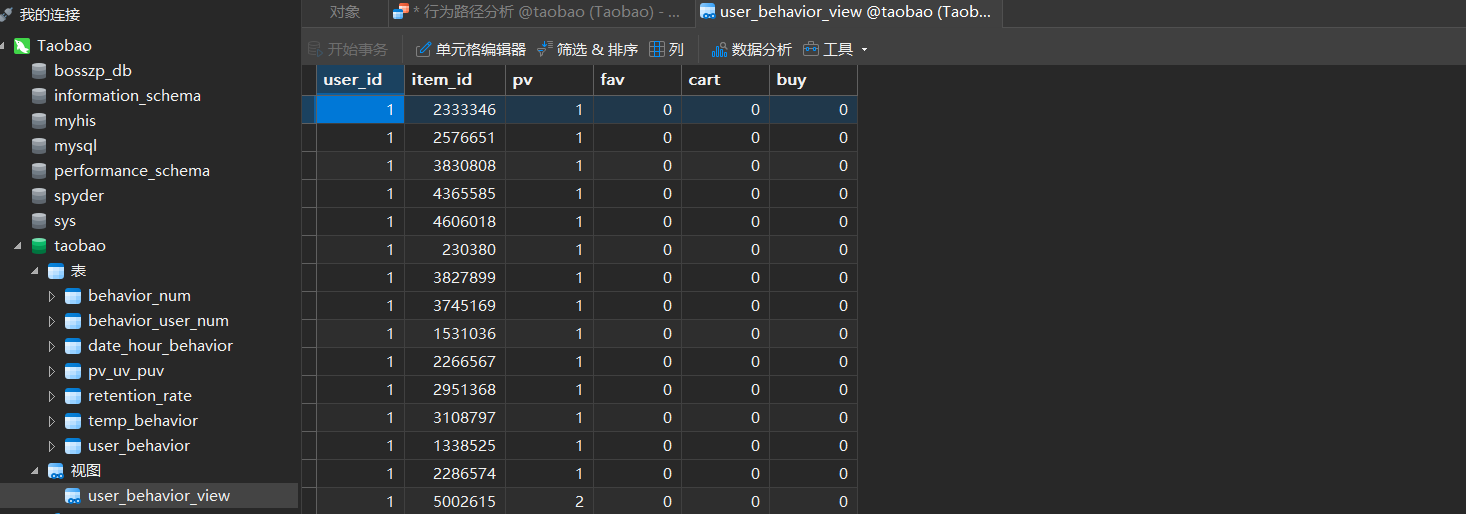 我的连接
Taobao
bosszp_db
information_schema
myhis
mysql
performance_schema
spyder
sys
taobao
表
behavior_num
behavior_user_num
date_hour_behavior
pv_uv_puv
retention_rate
temp_behavior
user_behavior
视图
user_behavior_view
对象
* 行为路径分析 @taobao (Taobao) - ...
user_behavior_view @taobao (Taob...
开始事务 单元格编辑器 筛选 & 排序 列 数据分析 工具
user_id item_id pv fav cart buy
1 2333346 1 0 0 0
1 2576651 1 0 0 0
1 3830808 1 0 0 0
1 4365585 1 0 0 0
1 4606018 1 0 0 0
1 230380 1 0 0 0
1 3827899 1 0 0 0
1 3745169 1 0 0 0
1 1531036 1 0 0 0
1 2266567 1 0 0 0
1 2951368 1 0 0 0
1 3108797 1 0 0 0
1 1338525 1 0 0 0
1 2286574 1 0 0 0
1 5002615 2 0 0 0